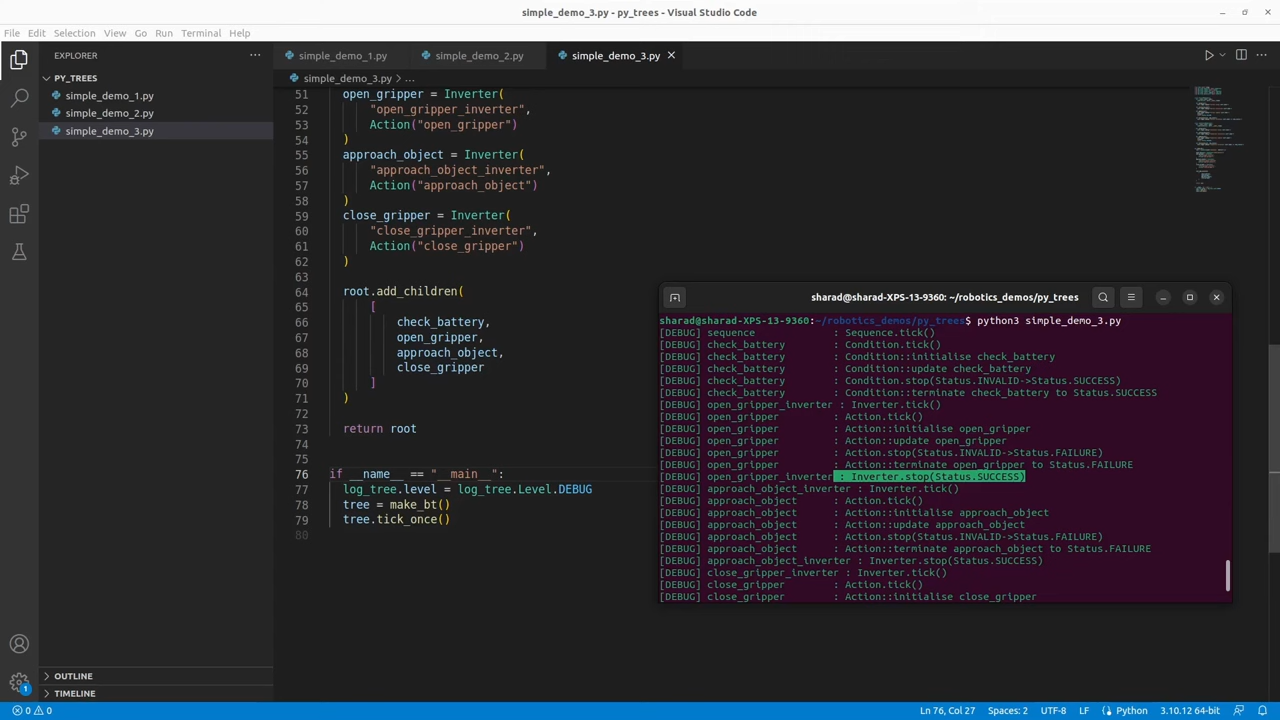 simple_demo_3.py - py_trees - Visual Studio Code
File Edit Selection View Go Run Terminal Help
EXPLORER ...
PY_TREES
simple_demo_1.py
simple_demo_2.py
simple_demo_3.py
OUTLINE
TIMELINE
simple_demo_1.py simple_demo_2.py simple_demo_3.py
simple_demo_3.py > ...
51 open_gripper = Inverter(
52 "open_gripper_inverter",
53 Action("open_gripper")
54 )
55 approach_object = Inverter(
56 "approach_object_inverter",
57 Action("approach_object")
58 )
59 close_gripper = Inverter(
60 "close_gripper_inverter",
61 Action("close_gripper")
62 )
63
64 root.add_children(
65 [
66 check_battery,
67 open_gripper,
68 approach_object,
69 close_gripper
70 ]
71 )
72
73 return root
74
75
76 if __name__ == "__main__":
77 log_tree.level = log_tree.Level.DEBUG
78 tree = make_bt()
79 tree.tick_once()
80
sharad@sharad-XPS-13-9360: ~/robotics_demos/py_trees
sharad@sharad-XPS-13-9360:~/robotics_demos/py_trees$ python3 simple_demo_3.py
[DEBUG] sequence : Sequence.tick()
[DEBUG] check_battery : Condition.tick()
[DEBUG] check_battery : Condition::initialise check_battery
[DEBUG] check_battery : Condition::update check_battery
[DEBUG] check_battery : Condition.stop(Status.INVALID->Status.SUCCESS)
[DEBUG] check_battery : Condition::terminate check_battery to Status.SUCCESS
[DEBUG] open_gripper_inverter : Inverter.tick()
[DEBUG] open_gripper : Action.tick()
[DEBUG] open_gripper : Action::initialise open_gripper
[DEBUG] open_gripper : Action::update open_gripper
[DEBUG] open_gripper : Action.stop(Status.INVALID->Status.FAILURE)
[DEBUG] open_gripper : Action::terminate open_gripper to Status.FAILURE
[DEBUG] open_gripper_inverter : Inverter.stop(Status.SUCCESS)
[DEBUG] approach_object_inverter : Inverter.tick()
[DEBUG] approach_object : Action.tick()
[DEBUG] approach_object : Action::initialise approach_object
[DEBUG] approach_object : Action::update approach_object
[DEBUG] approach_object : Action.stop(Status.INVALID->Status.FAILURE)
[DEBUG] approach_object : Action::terminate approach_object to Status.FAILURE
[DEBUG] approach_object_inverter : Inverter.stop(Status.SUCCESS)
[DEBUG] close_gripper_inverter : Inverter.tick()
[DEBUG] close_gripper : Action.tick()
[DEBUG] close_gripper : Action::initialise close_gripper
1
0 0 Ln 76, Col 27 Spaces: 2 UTF-8 LF Python 3.10.12 64-bit